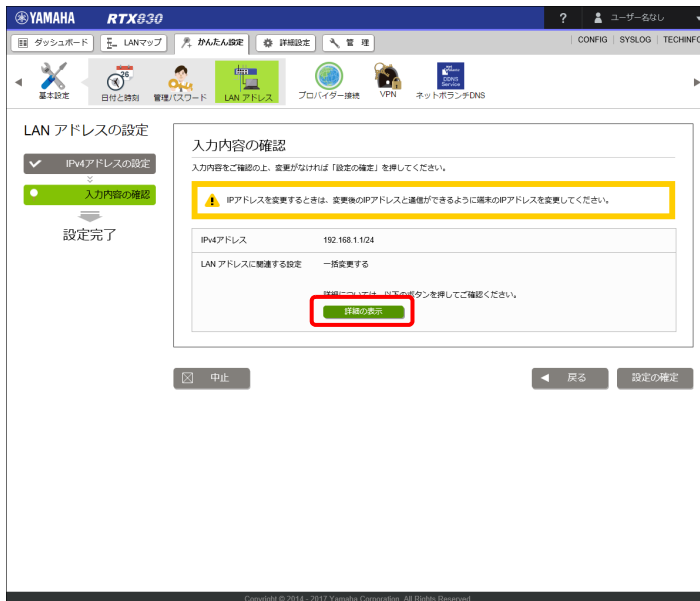 YAMAHA RTX830 ? ユーザー名なし
ダッシュボード LANマップ かんたん設定 詳細設定 管 理 CONFIG SYSLOG TECHINFO
基本設定 日付と時刻 管理パスワード LAN アドレス プロバイダー接続 VPN ネットボランチDNS
LAN アドレスの設定
IPv4アドレスの設定
入力内容の確認
設定完了
入力内容の確認
入力内容をご確認の上、変更がなければ「設定の確定」を押してください。
IPアドレスを変更するときは、変更後のIPアドレスと通信ができるように端末のIPアドレスを変更してください。
IPv4アドレス 192.168.1.1/24
LAN アドレスに関連する設定 一括変更する
詳細については、以下のボタンを押してご確認ください。
詳細の表示
中止 戻る 設定の確定
Copyright © 2014 - 2017 Yamaha Corporation. All Rights Reserved.